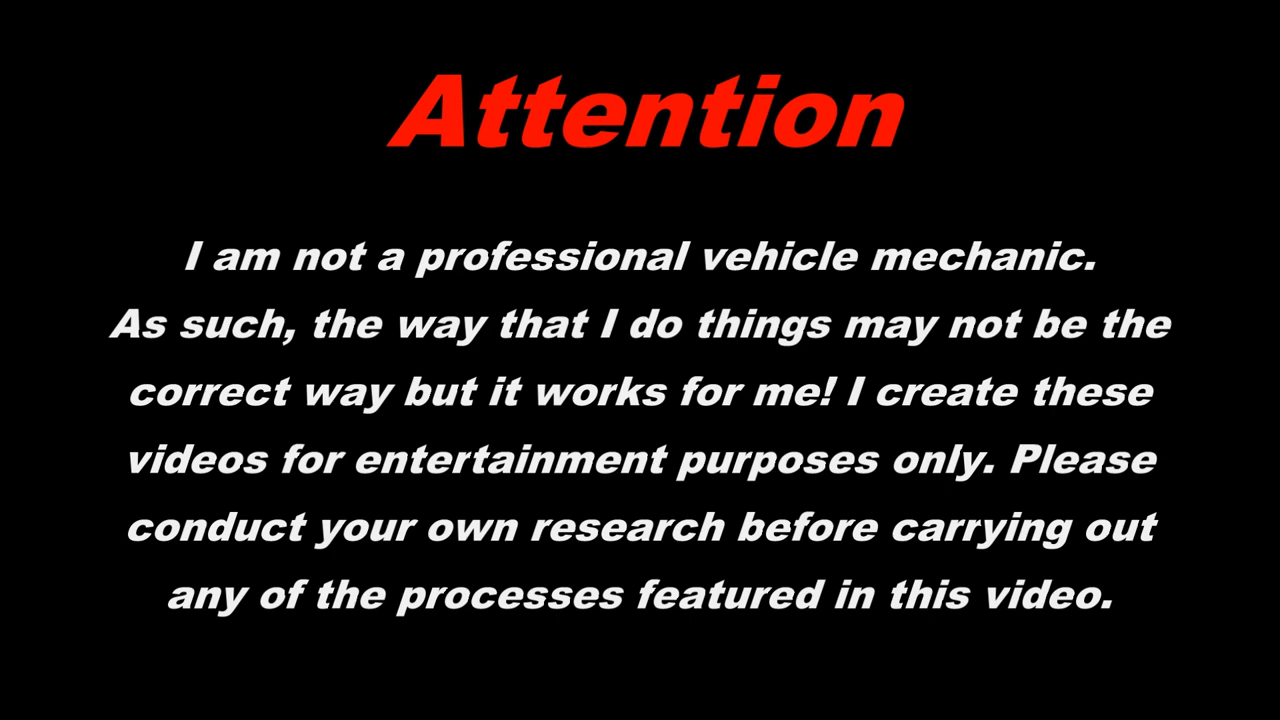 Attention
I am not a professional vehicle mechanic.
As such, the way that I do things may not be the
correct way but it works for me! I create these
videos for entertainment purposes only. Please
conduct your own research before carrying out
any of the processes featured in this video.